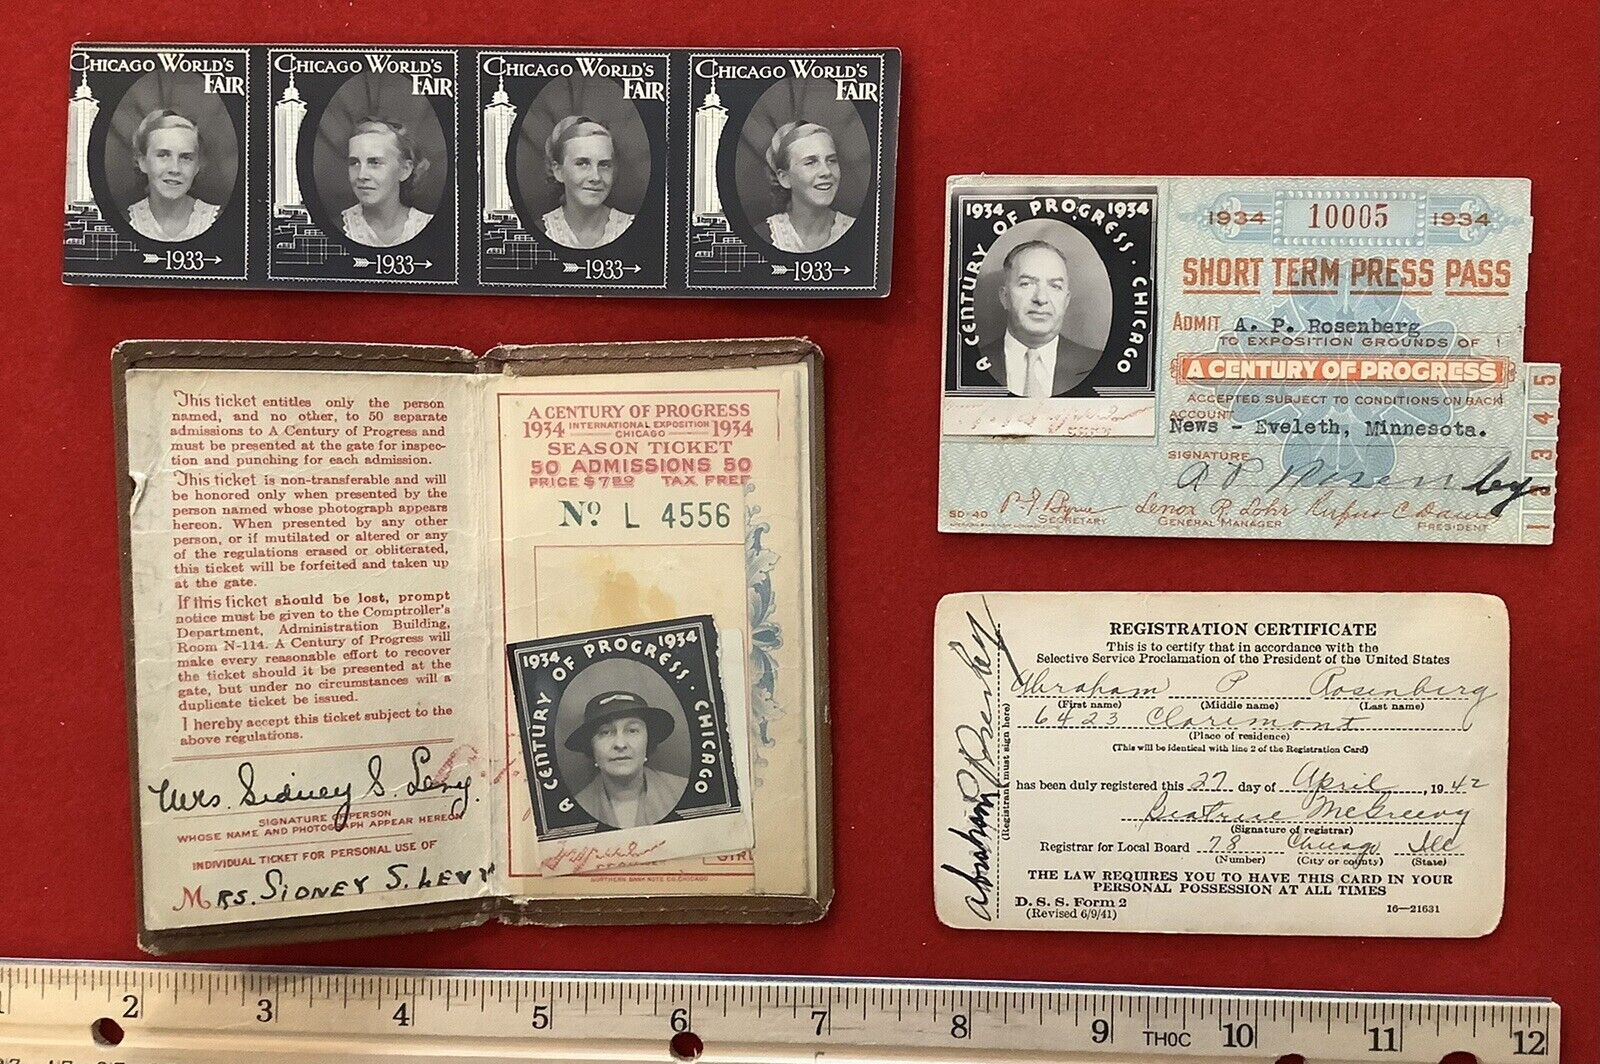 CHICAGO WORLD'S
FAIR
1933
CHICAGO WORLD'S
FAIR
1933
CHICAGO WORLD'S
FAIR
1933
CHICAGO WORLD'S
FAIR
1933
This ticket entitles only the person
named, and no other, to 50 separate
admissions to A Century of Progress and
must be presented at the gate for inspec-
tion and punching for each admission.
This ticket is non-transferable and will
be honored only when presented by the
person named whose photograph appears
hereon. When presented by any other
person, or if mutilated or altered or any
of the regulations erased or obliterated,
this ticket will be forfeited and taken up
at the gate.
If this ticket should be lost, prompt
notice must be given to the Comptroller's
Department, Administration Building,
Room N-114. A Century of Progress will
make every reasonable effort to recover
the ticket should it be presented at the
gate, but under no circumstances will a
duplicate ticket be issued.
I hereby accept this ticket subject to the
above regulations.
Mrs. Sidney S. Levy.
SIGNATURE OF PERSON
WHOSE NAME AND PHOTOGRAPH APPEAR HEREON
INDIVIDUAL TICKET FOR PERSONAL USE OF
MRS. SIDNEY S. LEVY
A CENTURY OF PROGRESS
1934 INTERNATIONAL EXPOSITION 1934
CHICAGO
SEASON TICKET
50 ADMISSIONS 50
PRICE $7.50 TAX FREE
No. L 4556
1934 1934
A CENTURY OF PROGRESS · CHICAGO
NORTHERN BANK NOTE CO. CHICAGO
1934 1934
A CENTURY OF PROGRESS · CHICAGO
1934 10005 1934
SHORT TERM PRESS PASS
ADMIT A. P. Rosenberg
TO EXPOSITION GROUNDS OF
A CENTURY OF PROGRESS
ACCEPTED SUBJECT TO CONDITIONS ON BACK
ACCOUNT
News - Eveleth, Minnesota.
SIGNATURE
A P Rosenberg
SD-40 P. J. Byrne Lenox R. Lohr Rufus C. Dawes
SECRETARY GENERAL MANAGER PRESIDENT
1 2 3 4 5
REGISTRATION CERTIFICATE
This is to certify that in accordance with the
Selective Service Proclamation of the President of the United States
Abraham P Rosenberg
(First name) (Middle name) (Last name)
6423 Claremont
(Place of residence)
(This will be identical with line 2 of the Registration Card)
has been duly registered this 27 day of April, 1942
Beatrice McGreevy
(Signature of registrar)
Registrar for Local Board 78 Chicago Ill
(Number) (City or county) (State)
THE LAW REQUIRES YOU TO HAVE THIS CARD IN YOUR
PERSONAL POSSESSION AT ALL TIMES
D. S. S. Form 2
(Revised 6/9/41)
16—21631
Abraham P Rosenberg
(Registrant must sign here)
1 2 3 4 5 6 7 8 9 10 11 12
TH0C